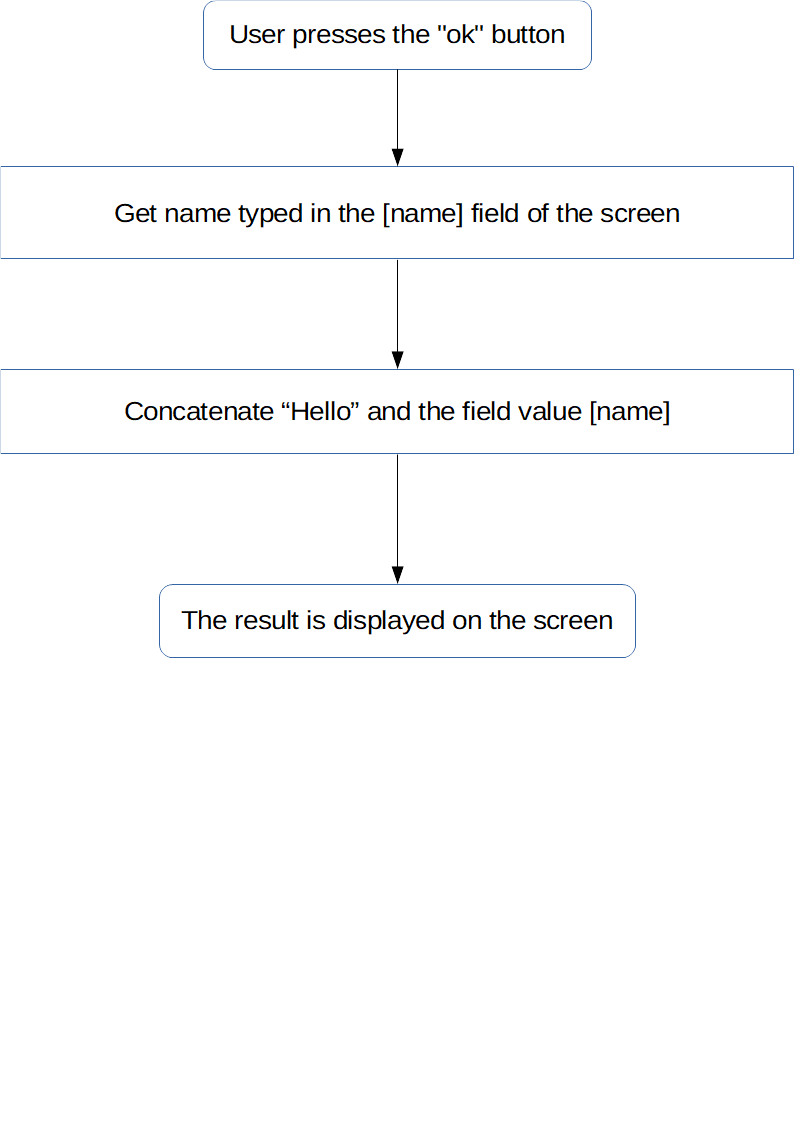 User presses the "ok" button
Get name typed in the [name] field of the screen
Concatenate “Hello” and the field value [name]
The result is displayed on the screen